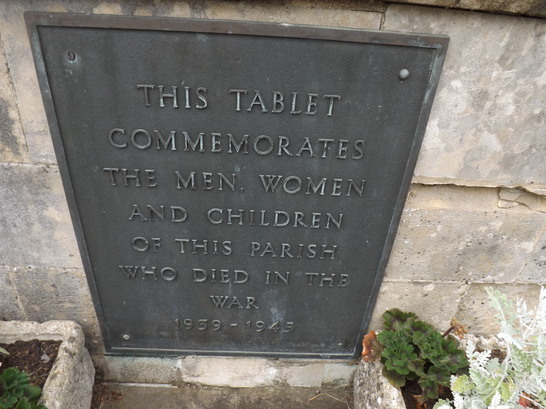 THIS TABLET
COMMEMORATES
THE MEN, WOMEN
AND CHILDREN
OF THIS PARISH
WHO DIED IN THE
WAR
1939-1945